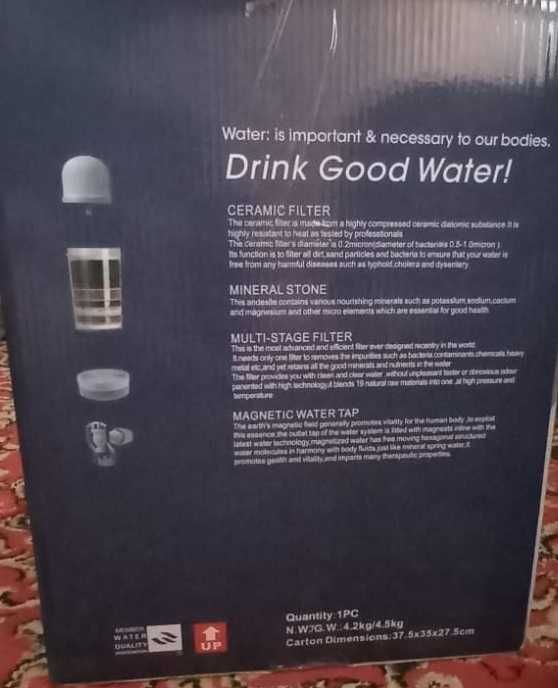 Water: is important & necessary to our bodies.
Drink Good Water!
CERAMIC FILTER
The ceramic filter is made from a highly compressed ceramic diatomic substance It is
highly resistant to heat as tested by professionals
The ceramic filter's diameter is 0.2micron(diameter of bacterials 0.5-1.0micron )
Its function is to filter all dirt,sand particles and bacteria to ensure that your water is
free from any harmful diseases such as typhoid,cholera and dysentery
MINERAL STONE
This andesite contains various nourishing minerals such as potassium,sodium,cacium
and magnesium and other micro elements which are essential for good health
MULTI-STAGE FILTER
This is the most advanced and efficient filter ever designed recentry in the world.
It needs only one filter to removes the impurities such as bacteria contaminants,chemicals,heavy
metal etc,and yet retains all the good minerals and nutrients in the water
The filter provides you with clean and clear water without unpleasant taster or obnoxious odour
panented with high technology,it blends 19 natural raw materials into one ,at high pressure and
temperature
MAGNETIC WATER TAP
The earth's magnetic field generally promotes vitality for the human body .to exploit
this essence,the outlet tap of the water system is fitted with magnests inline with the
latest water technology,magnetized water has free moving hexagonal structured
water molecules in harmony with body fluids,just like mineral spring water,it
promotes gealth and vitality,and imparts many therapeutic properties.
MEMBER
WATER
QUALITY
ASSOCIATION
UP
Quantity:1PC
N.W?G.W.:4.2kg/4.5kg
Carton Dimensions:37.5x35x27.5cm